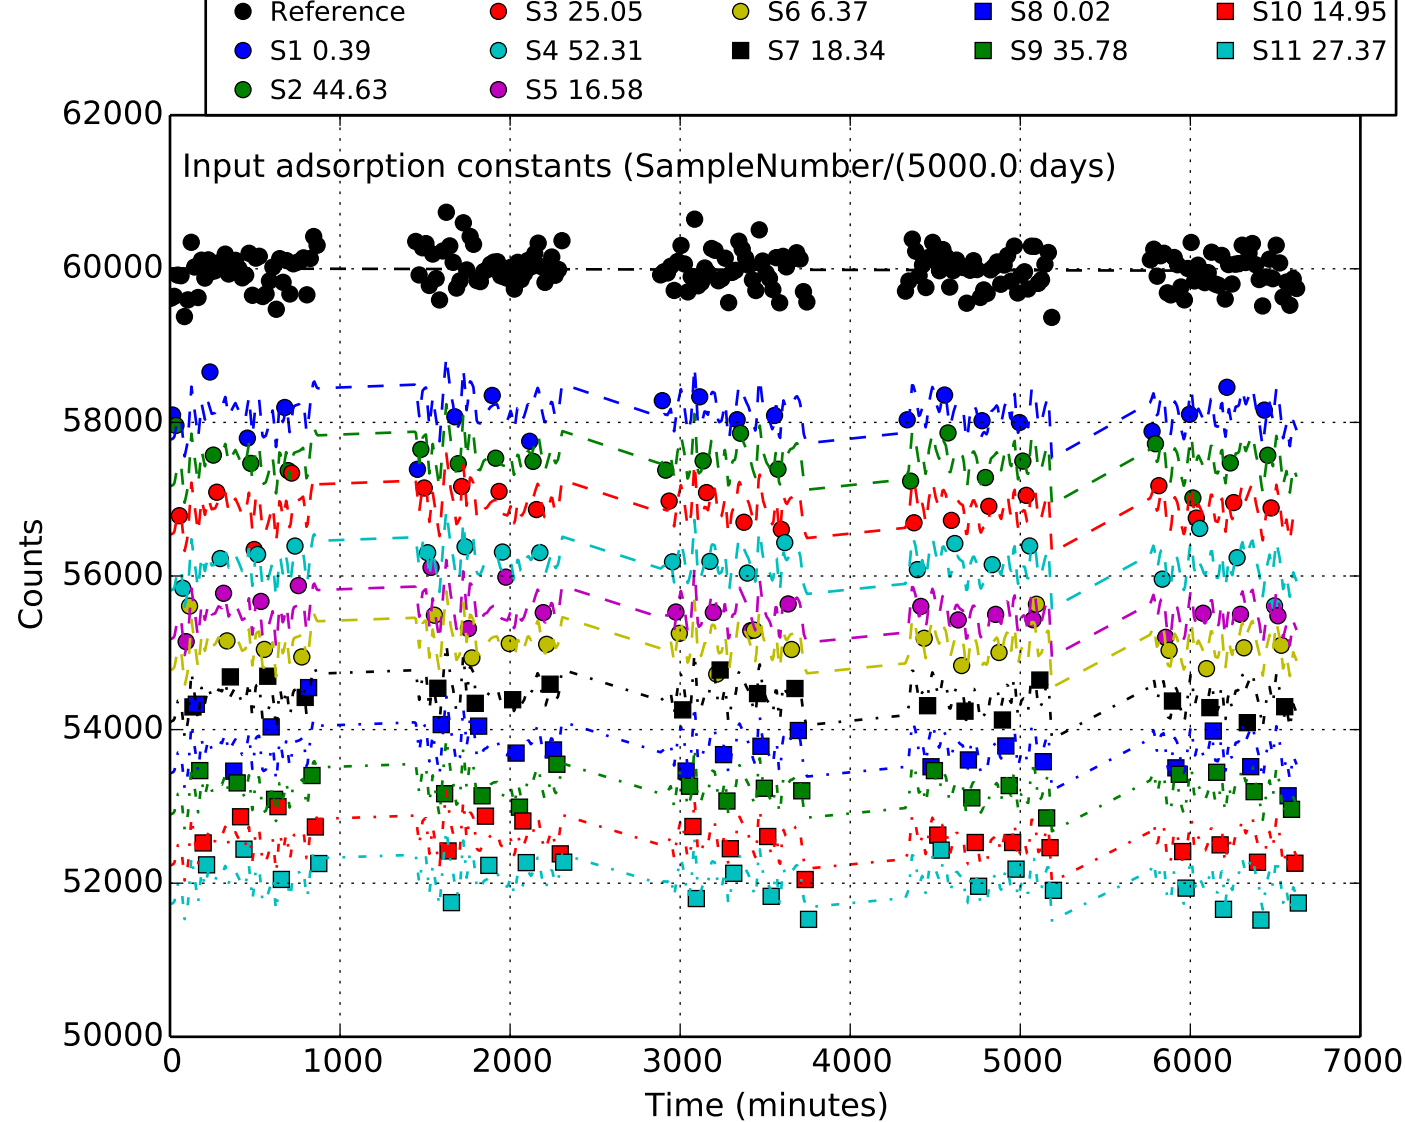 Reference S3 25.05 S6 6.37 S8 0.02 S10 14.95
S1 0.39 S4 52.31 S7 18.34 S9 35.78 S11 27.37
S2 44.63 S5 16.58
62000
Input adsorption constants (SampleNumber/(5000.0 days)
60000
58000
56000
54000
52000
50000
Counts
0 1000 2000 3000 4000 5000 6000 7000
Time (minutes)